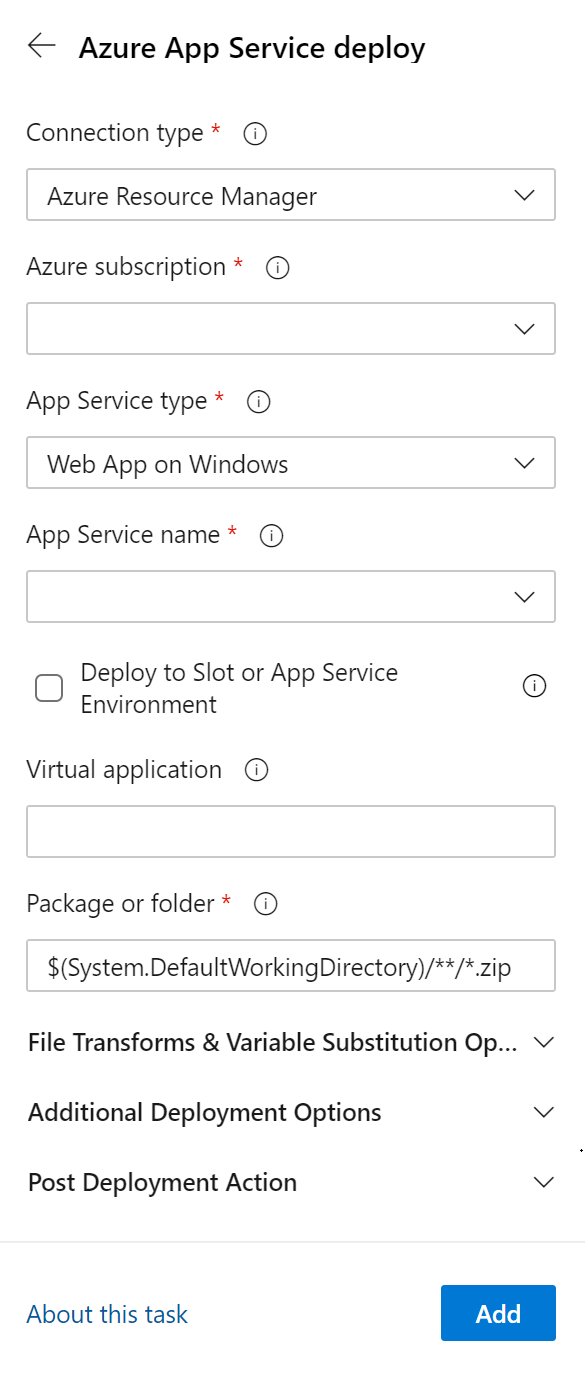 Azure App Service deploy
Connection type *
Azure Resource Manager
Azure subscription *
App Service type *
Web App on Windows
App Service name *
Deploy to Slot or App Service
Environment
Virtual application
Package or folder *
$(System.DefaultWorkingDirectory)/**/*.zip
File Transforms & Variable Substitution Op...
Additional Deployment Options
Post Deployment Action
About this task
Add